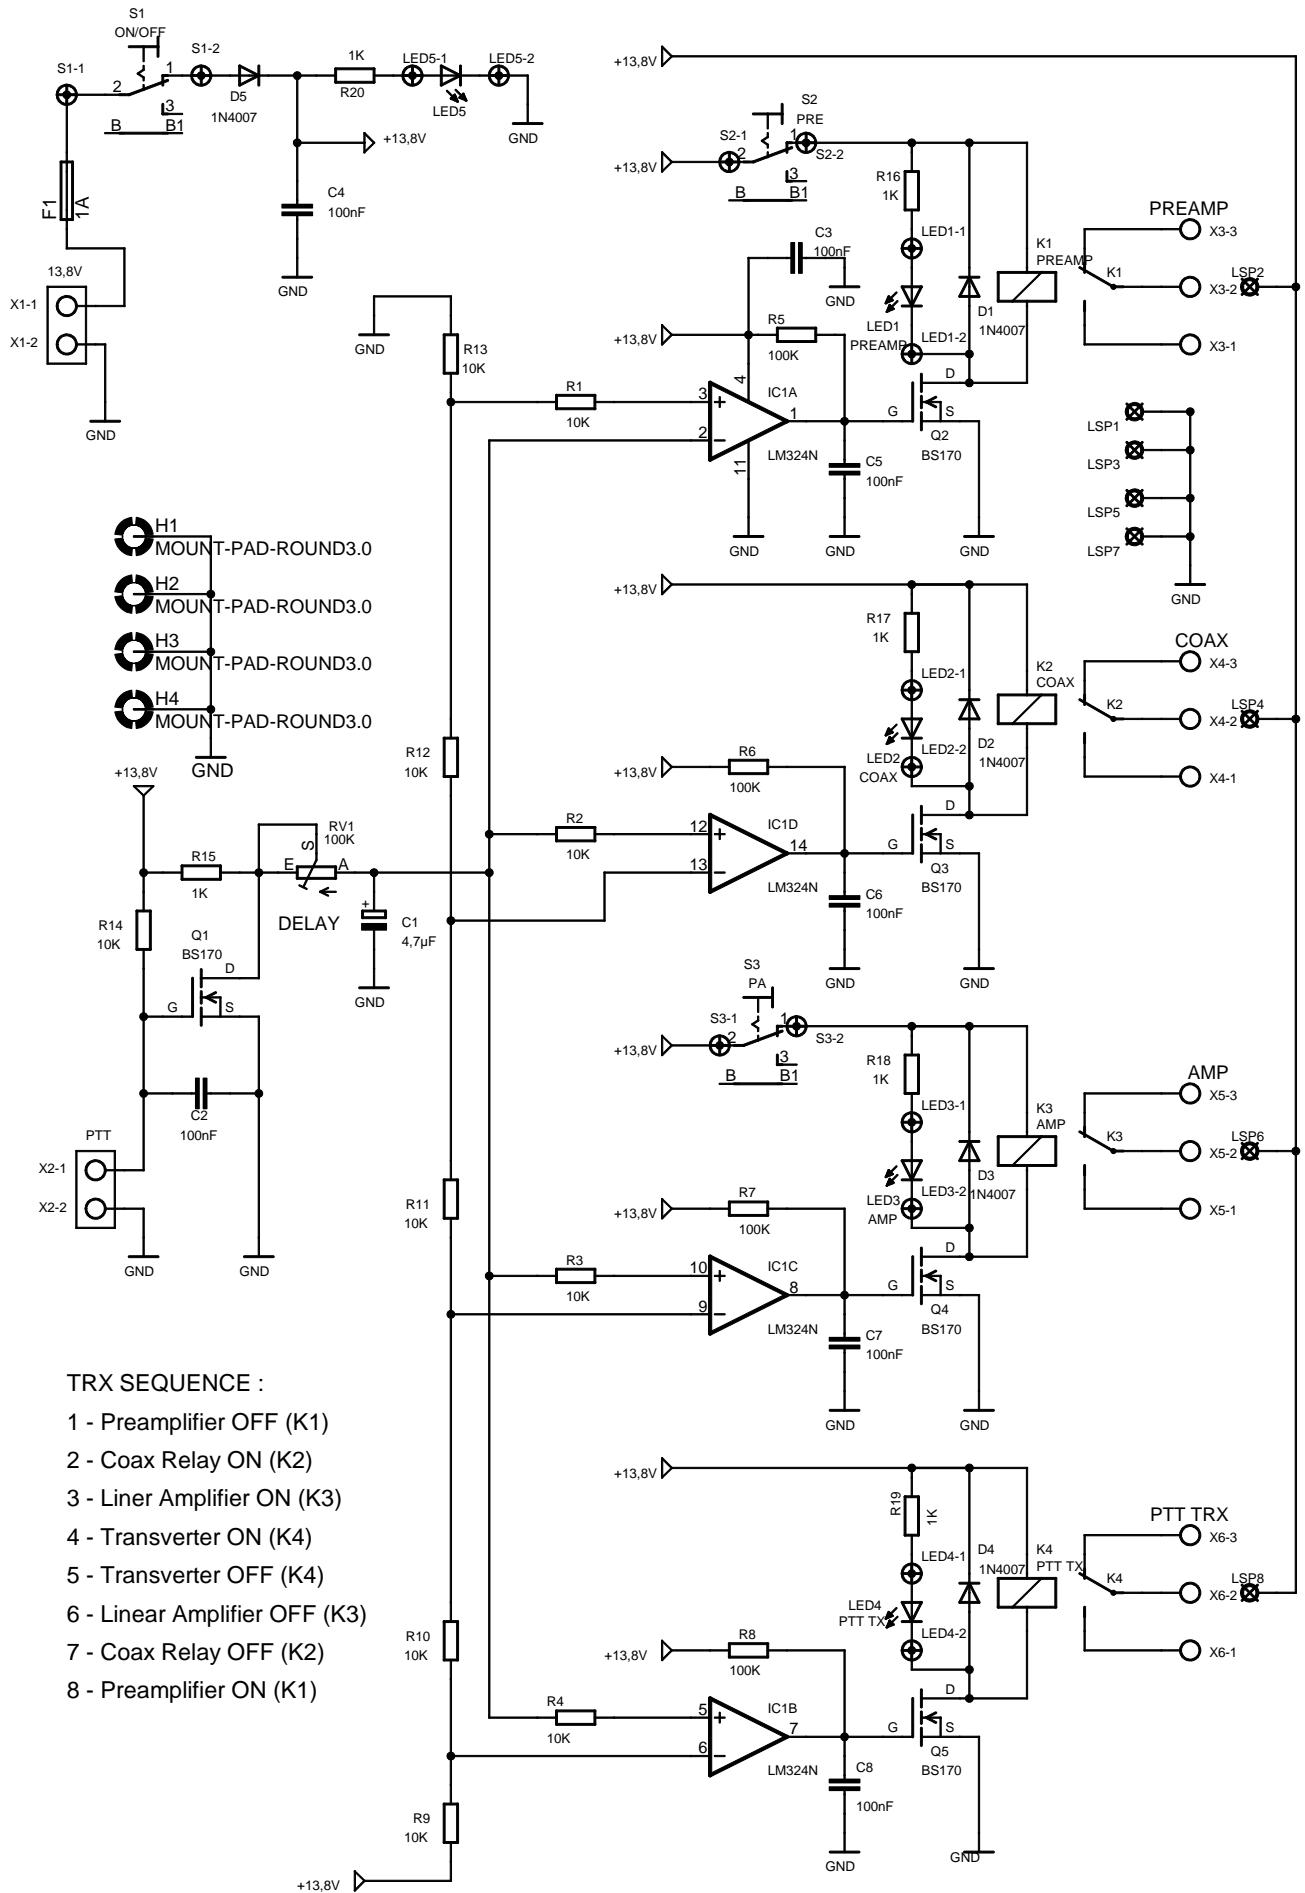 S1
ON/OFF
S1-1
2
1
S1-2
3
B
B1
D5
1N4007
1K
R20
LED5-1
LED5-2
LED5
GND
+13,8V
C4
100nF
GND
F1
1A
13,8V
X1-1
X1-2
GND
+13,8V
S2
PRE
S2-1
2
1
S2-2
3
B
B1
+13,8V
R16
1K
LED1-1
LED1
PREAMP
LED1-2
D1
1N4007
K1
PREAMP
C3
100nF
GND
+13,8V
R5
100K
PREAMP
X3-3
K1
X3-2
LSP2
X3-1
GND
R13
10K
R1
10K
3
2
4
11
1
IC1A
LM324N
G
D
S
Q2
BS170
C5
100nF
GND
GND
GND
LSP1
LSP3
LSP5
LSP7
GND
H1
MOUNT-PAD-ROUND3.0
H2
MOUNT-PAD-ROUND3.0
H3
MOUNT-PAD-ROUND3.0
H4
MOUNT-PAD-ROUND3.0
GND
+13,8V
R17
1K
LED2-1
LED2
COAX
LED2-2
D2
1N4007
K2
COAX
COAX
X4-3
K2
X4-2
LSP4
X4-1
R12
10K
+13,8V
R6
100K
R2
10K
12
13
14
IC1D
LM324N
G
D
S
Q3
BS170
C6
100nF
GND
GND
+13,8V
R15
1K
RV1
100K
E
S
A
DELAY
R14
10K
Q1
BS170
G
D
S
C1
+
4,7µF
GND
C2
100nF
PTT
X2-1
X2-2
GND
GND
S3
PA
S3-1
2
1
S3-2
3
B
B1
+13,8V
R18
1K
LED3-1
LED3
AMP
LED3-2
D3
1N4007
K3
AMP
AMP
X5-3
K3
X5-2
LSP6
X5-1
R11
10K
+13,8V
R7
100K
R3
10K
10
9
8
IC1C
LM324N
G
D
S
Q4
BS170
C7
100nF
GND
GND
TRX SEQUENCE :
1 - Preamplifier OFF (K1)
2 - Coax Relay ON (K2)
3 - Liner Amplifier ON (K3)
4 - Transverter ON (K4)
5 - Transverter OFF (K4)
6 - Linear Amplifier OFF (K3)
7 - Coax Relay OFF (K2)
8 - Preamplifier ON (K1)
+13,8V
R19
1K
LED4-1
LED4
PTT TX
LED4-2
D4
1N4007
K4
PTT TX
PTT TRX
X6-3
K4
X6-2
LSP8
X6-1
R10
10K
+13,8V
R8
100K
R4
10K
5
6
7
IC1B
LM324N
G
D
S
Q5
BS170
C8
100nF
GND
GND
R9
10K
+13,8V